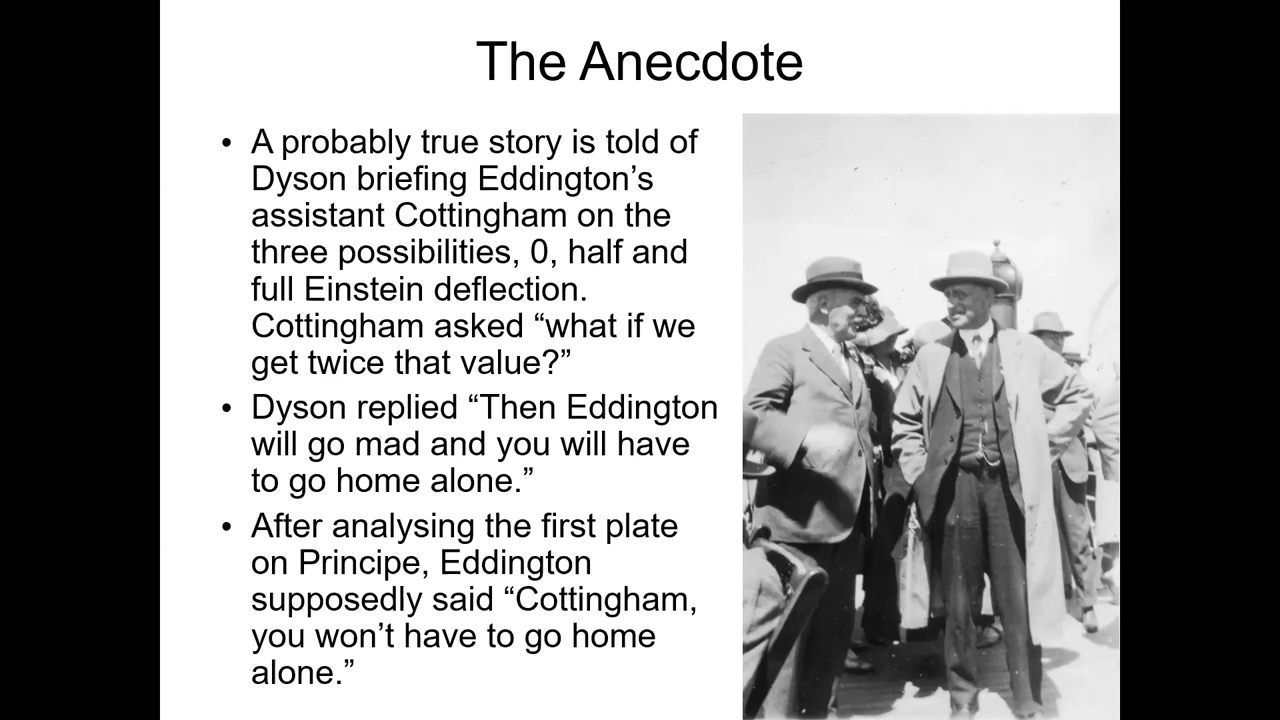 The Anecdote
• A probably true story is told of
Dyson briefing Eddington’s
assistant Cottingham on the
three possibilities, 0, half and
full Einstein deflection.
Cottingham asked “what if we
get twice that value?”
• Dyson replied “Then Eddington
will go mad and you will have
to go home alone.”
• After analysing the first plate
on Principe, Eddington
supposedly said “Cottingham,
you won’t have to go home
alone.”